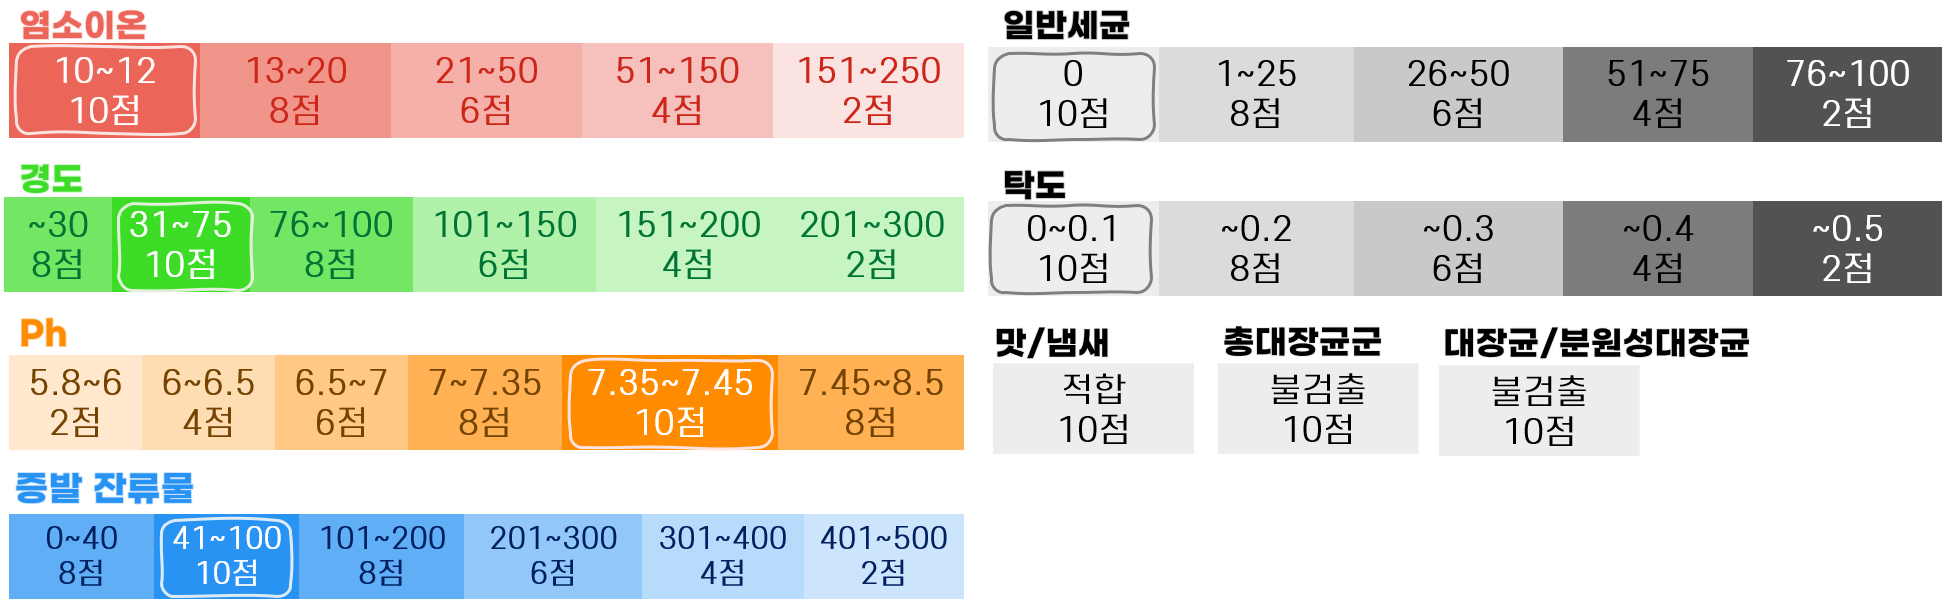 염소이온
10~12 13~20 21~50 51~150 151~250
10점 8점 6점 4점 2점
경도
~30 31~75 76~100 101~150 151~200 201~300
8점 10점 8점 6점 4점 2점
Ph
5.8~6 6~6.5 6.5~7 7~7.35 7.35~7.45 7.45~8.5
2점 4점 6점 8점 10점 8점
증발 잔류물
0~40 41~100 101~200 201~300 301~400 401~500
8점 10점 8점 6점 4점 2점
일반세균
0 1~25 26~50 51~75 76~100
10점 8점 6점 4점 2점
탁도
0~0.1 ~0.2 ~0.3 ~0.4 ~0.5
10점 8점 6점 4점 2점
맛/냄새 총대장균군 대장균/분원성대장균
적합 불검출 불검출
10점 10점 10점